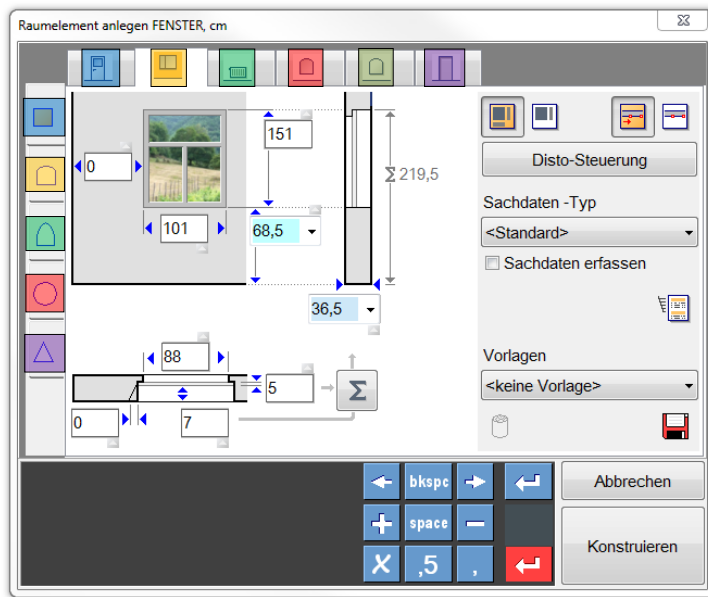 Raumelement anlegen FENSTER, cm
151
0
Σ 219,5
101
68,5
36,5
88
5
Σ
0
7
Disto-Steuerung
Sachdaten -Typ
<Standard>
Sachdaten erfassen
Vorlagen
<keine Vorlage>
bkspc
+
space
-
X
,5
,
Abbrechen
Konstruieren